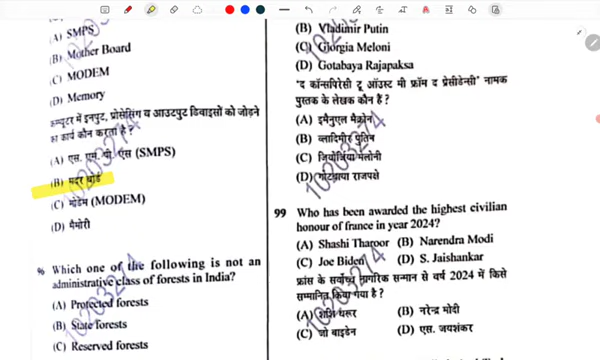 (A) SMPS
(B) Mother Board
(C) MODEM
(D) Memory
कम्प्यूटर में इनपुट, प्रोसेसिंग व आउटपुट डिवाइसों को जोड़ने
का कार्य कौन करता है?
(A) एस. एम. पी. एस (SMPS)
(B) मदर बोर्ड
(C) मोडेम (MODEM)
(D) मैमोरी
Which one of the following is not an
administrative class of forests in India?
(A) Protected forests
(B) State forests
(C) Reserved forests
(B) Vladimir Putin
(C) Giorgia Meloni
(D) Gotabaya Rajapaksa
'द कॉन्सपिरेसी टू ऑउस्ट मी फ्रॉम द प्रेसीडेन्सी' नामक
पुस्तक के लेखक कौन है?
(A) इमैनुएल मैक्रोन
(B) व्लादिमीर पुतिन
(C) जियोर्जिया मेलोनी
(D) गोटाबाया राजपक्षे
99 Who has been awarded the highest civilian
honour of france in year 2024?
(A) Shashi Tharoor (B) Narendra Modi
(C) Joe Biden (D) S. Jaishankar
फ्रांस के सर्वोच्च नागरिक सन्मान से वर्ष 2024 में किसे
सम्मानित किया गया है?
(A) शशि थरूर (B) नरेन्द्र मोदी
(C) जो बाइडेन (D) एस. जयशंकर
10203274
10203274